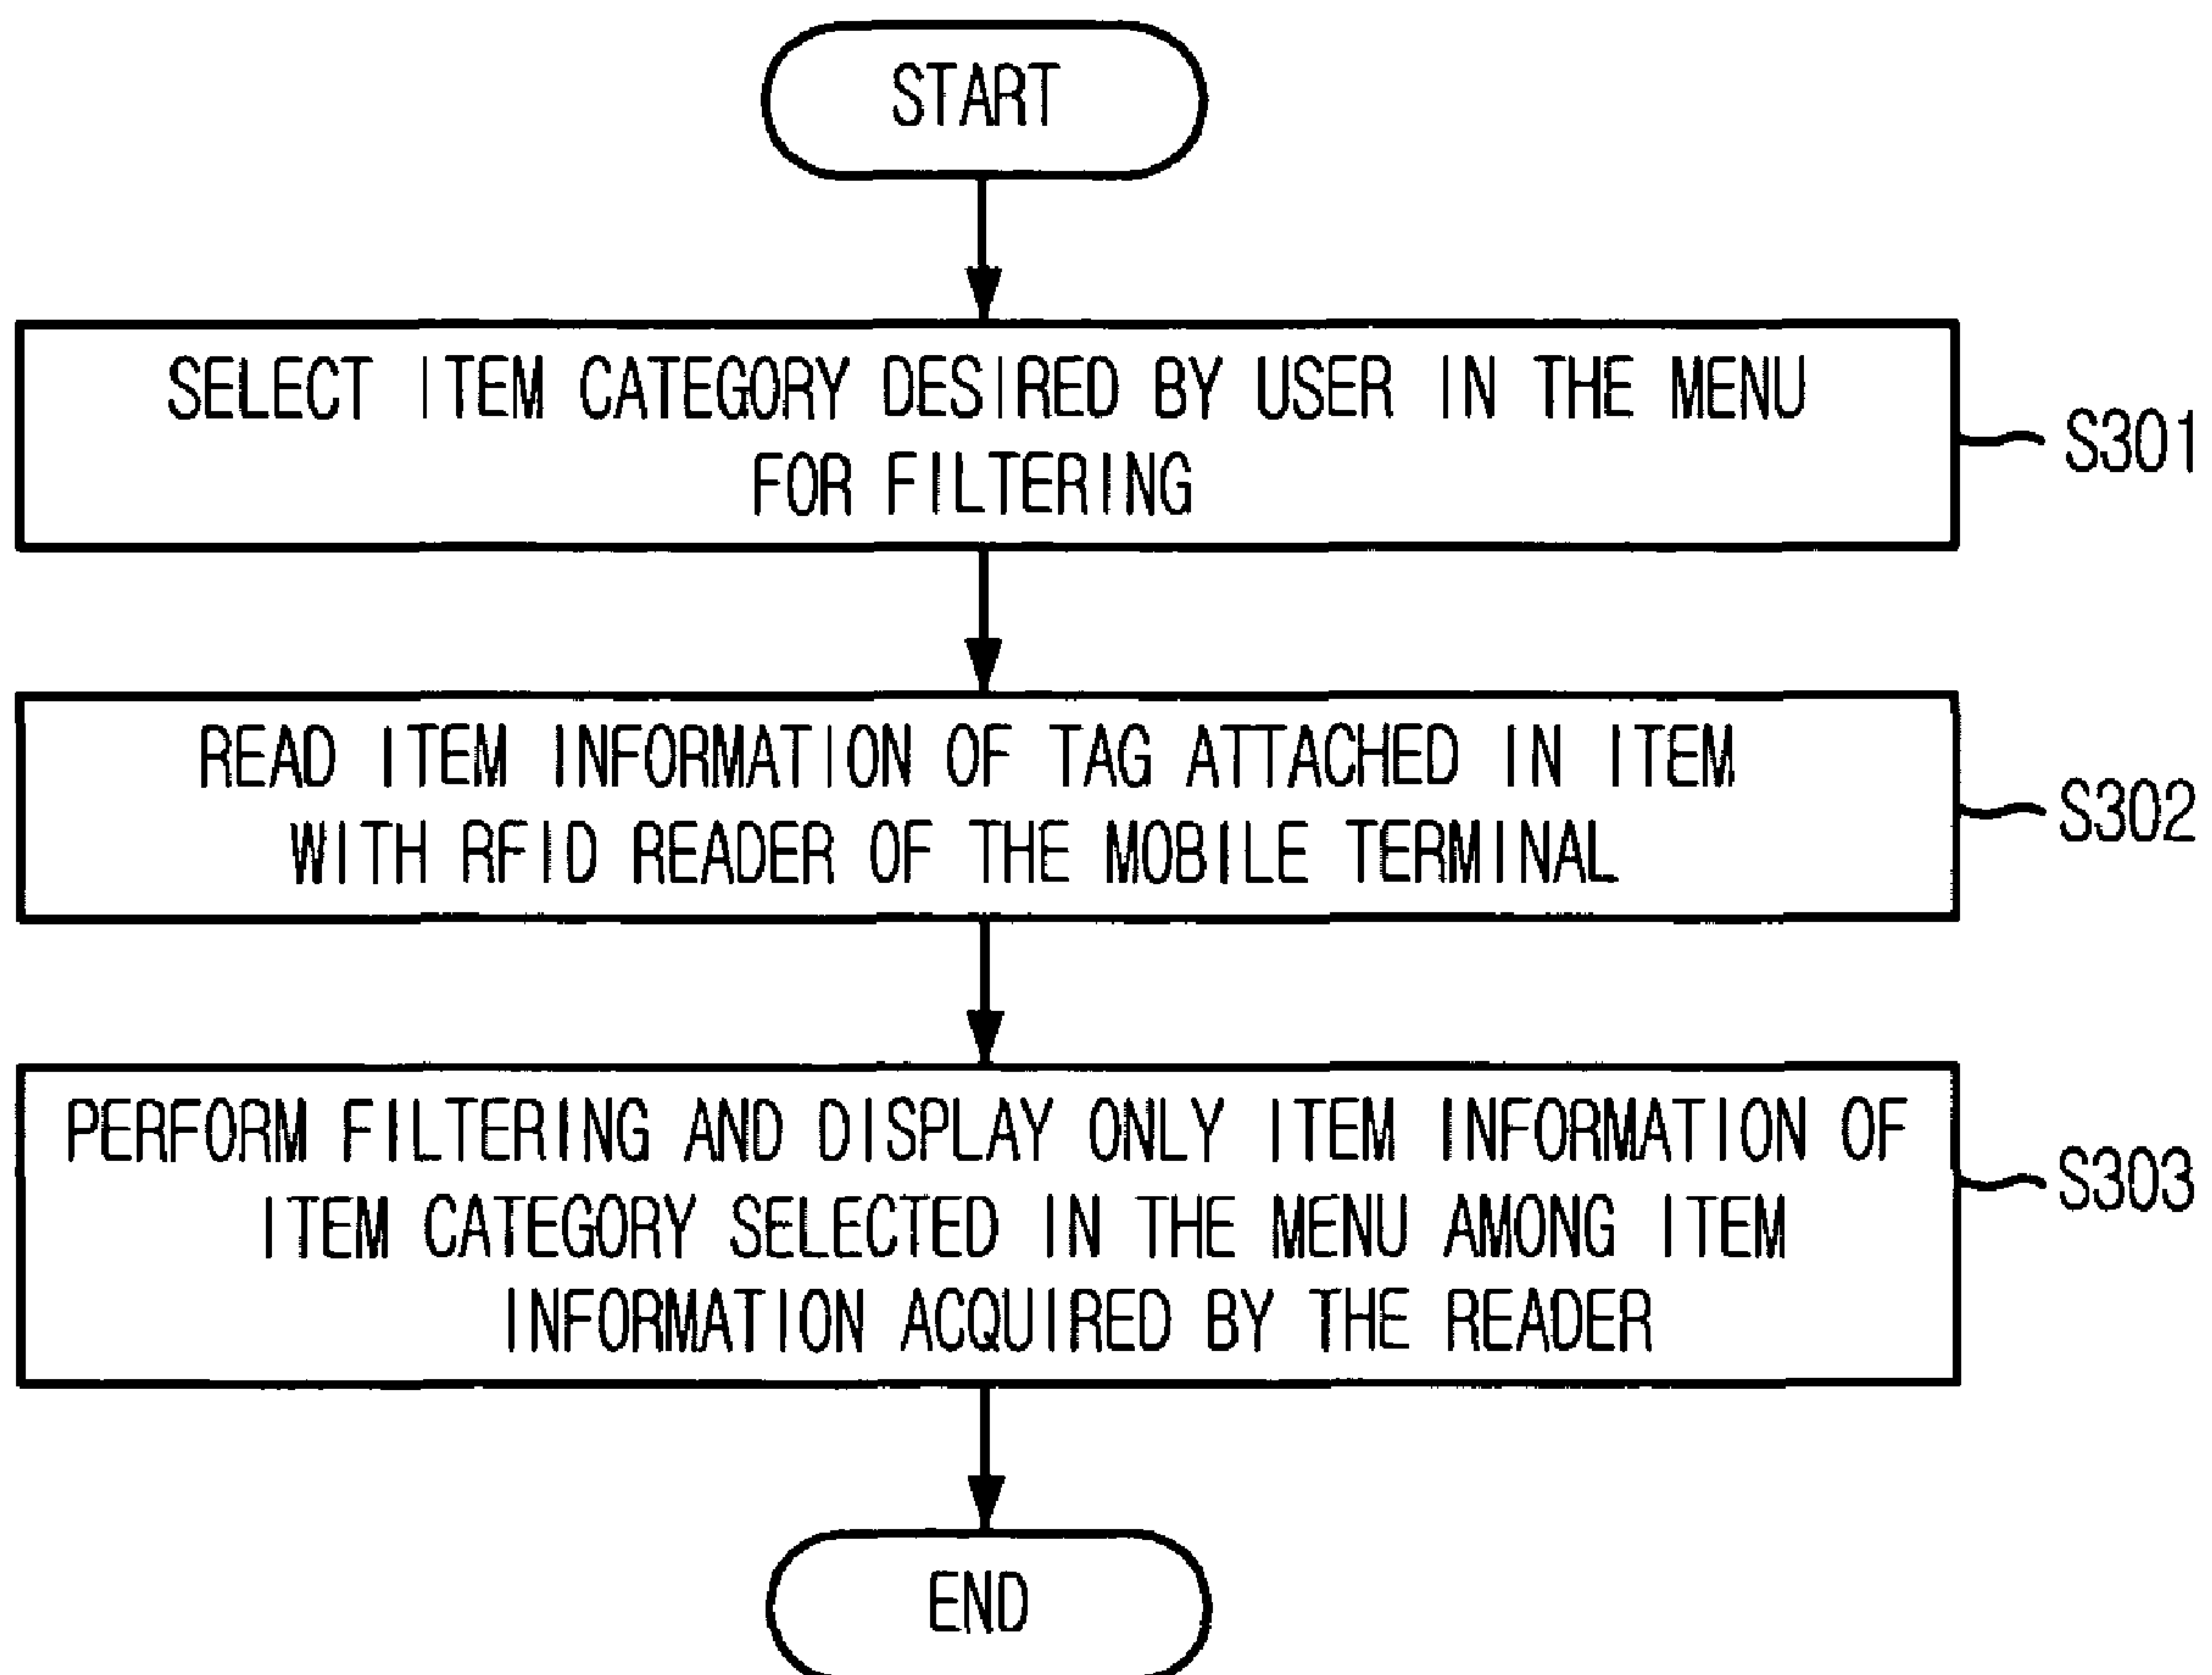 START
SELECT ITEM CATEGORY DESIRED BY USER IN THE MENU
FOR FILTERING
S301
READ ITEM INFORMATION OF TAG ATTACHED IN ITEM
WITH RFID READER OF THE MOBILE TERMINAL
S302
PERFORM FILTERING AND DISPLAY ONLY ITEM INFORMATION OF
ITEM CATEGORY SELECTED IN THE MENU AMONG ITEM
INFORMATION ACQUIRED BY THE READER
S303
END